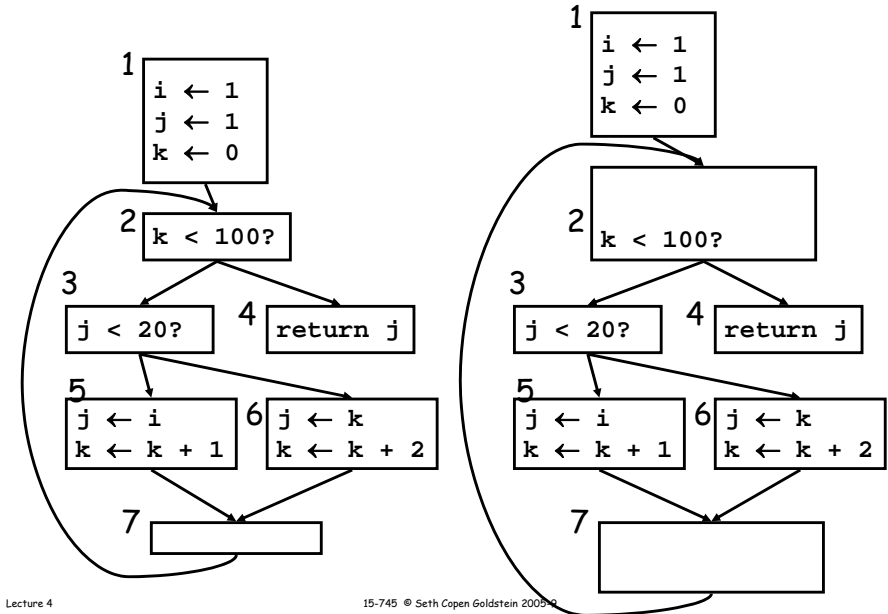 1
i ← 1
j ← 1
k ← 0
2
k < 100?
3
j < 20?
4
return j
5
j ← i
k ← k + 1
6
j ← k
k ← k + 2
7
1
i ← 1
j ← 1
k ← 0
2
k < 100?
3
j < 20?
4
return j
5
j ← i
k ← k + 1
6
j ← k
k ← k + 2
7
Lecture 4
15-745 © Seth Copen Goldstein 2005-9